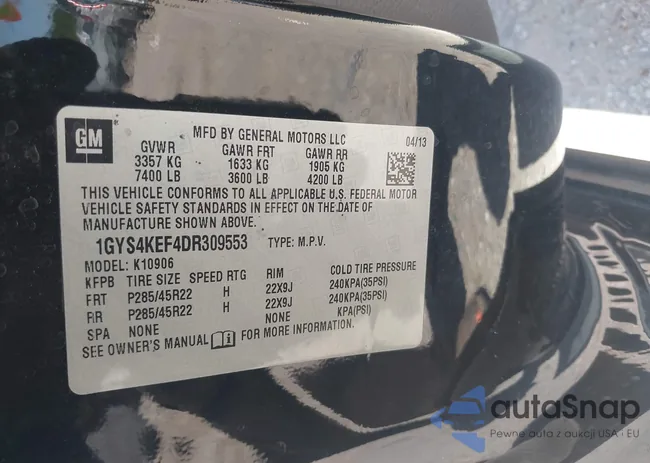 GM
MFD BY GENERAL MOTORS LLC 04/13
GVWR GAWR FRT GAWR RR
3357 KG 1633 KG 1905 KG
7400 LB 3600 LB 4200 LB
THIS VEHICLE CONFORMS TO ALL APPLICABLE U.S. FEDERAL MOTOR
VEHICLE SAFETY STANDARDS IN EFFECT ON THE DATE OF
MANUFACTURE SHOWN ABOVE.
1GYS4KEF4DR309553 TYPE: M.P.V.
MODEL: K10906
KFPB TIRE SIZE SPEED RTG RIM COLD TIRE PRESSURE
FRT P285/45R22 H 22X9J 240KPA(35PSI)
RR P285/45R22 H 22X9J 240KPA(35PSI)
SPA NONE NONE KPA(PSI)
SEE OWNER'S MANUAL FOR MORE INFORMATION.
autaSnap
Pewne auta z aukcji USA i EU